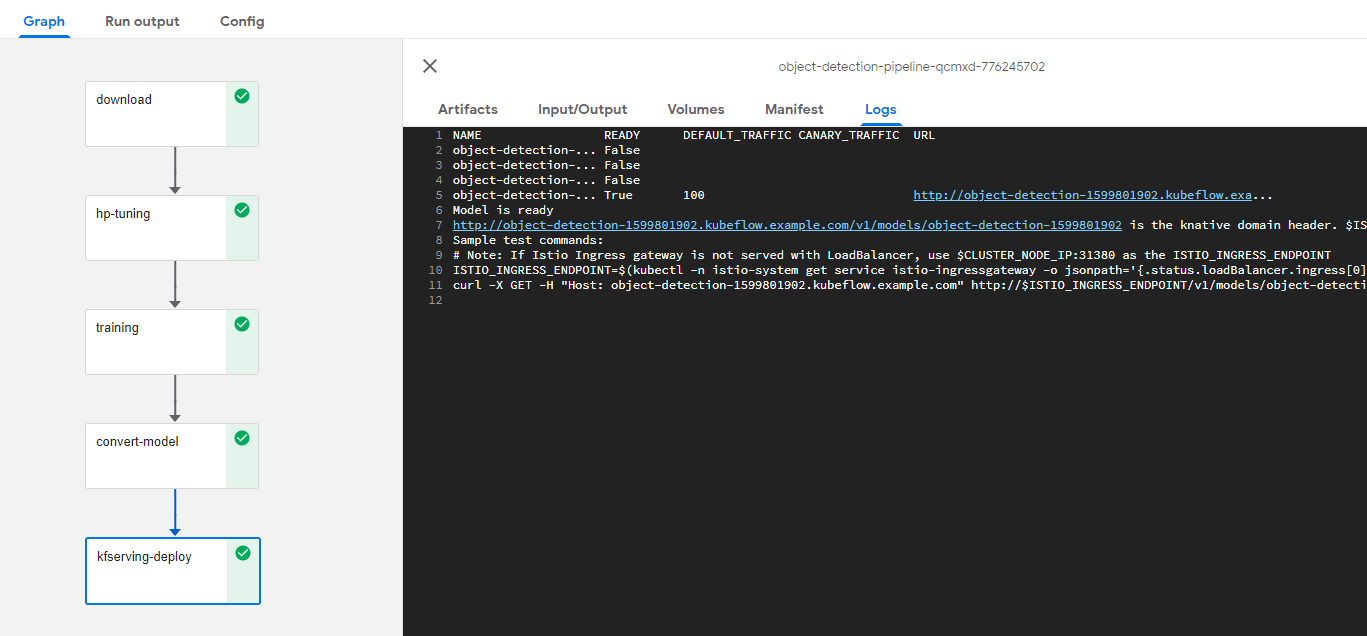 Graph Run output Config
download
hp-tuning
training
convert-model
kfserving-deploy
object-detection-pipeline-qcmxd-776245702
Artifacts Input/Output Volumes Manifest Logs
1 NAME READY DEFAULT_TRAFFIC CANARY_TRAFFIC URL
2 object-detection-... False
3 object-detection-... False
4 object-detection-... False
5 object-detection-... True 100 http://object-detection-1599801902.kubeflow.exa...
6 Model is ready
7 http://object-detection-1599801902.kubeflow.example.com/v1/models/object-detection-1599801902 is the knative domain header. $IS
8 Sample test commands:
9 # Note: If Istio Ingress gateway is not served with LoadBalancer, use $CLUSTER_NODE_IP:31380 as the ISTIO_INGRESS_ENDPOINT
10 ISTIO_INGRESS_ENDPOINT=$(kubectl -n istio-system get service istio-ingressgateway -o jsonpath='{.status.loadBalancer.ingress[0]
11 curl -X GET -H "Host: object-detection-1599801902.kubeflow.example.com" http://$ISTIO_INGRESS_ENDPOINT/v1/models/object-detecti
12